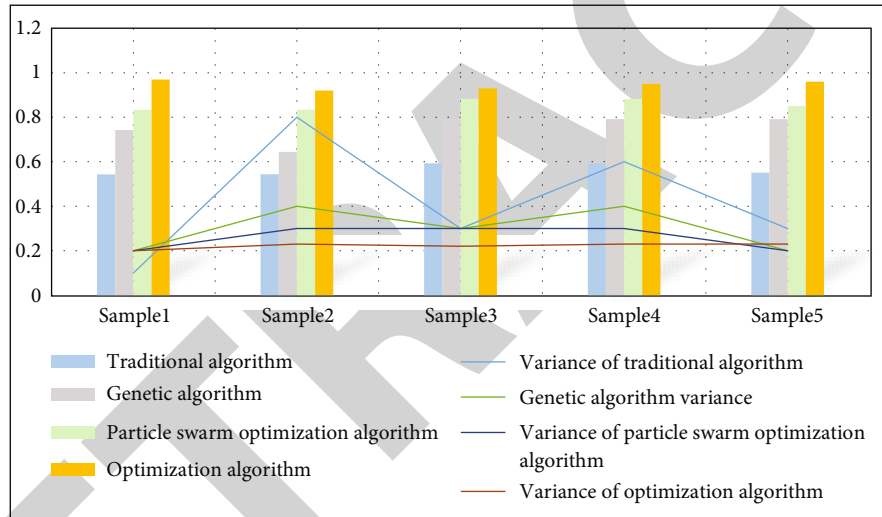 1.2
1
0.8
0.6
0.4
0.2
0
Sample1 Sample2 Sample3 Sample4 Sample5
Traditional algorithm
Genetic algorithm
Particle swarm optimization algorithm
Optimization algorithm
Variance of traditional algorithm
Genetic algorithm variance
Variance of particle swarm optimization
algorithm
Variance of optimization algorithm